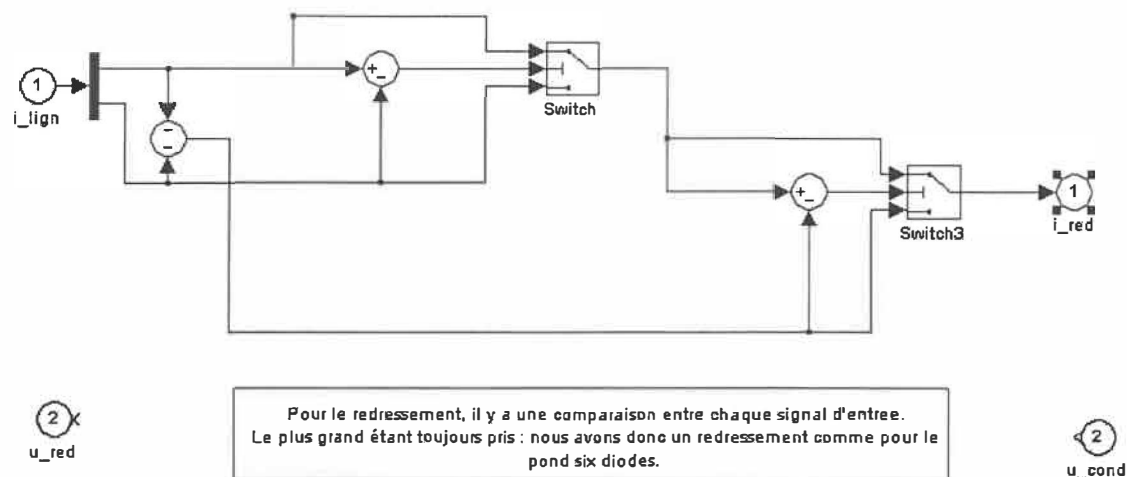 1
i_lign
+
-
Switch
-
-
+
-
Switch3
1
i_red
2
u_red
Pour le redressement, il y a une comparaison entre chaque signal d'entree.
Le plus grand étant toujours pris : nous avons donc un redressement comme pour le
pond six diodes.
2
u_cond